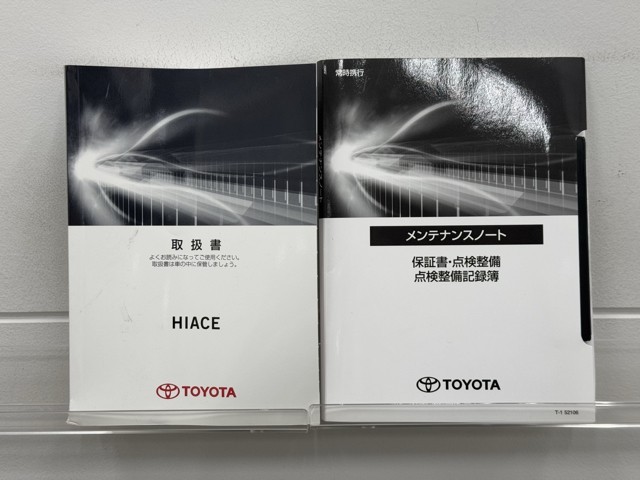 取扱書
よくお読みになってご使用ください。
取扱書は車の中に保管しましょう。
HIACE
TOYOTA
常時携行
メンテナンスノート
保証書・点検整備
点検整備記録簿
TOYOTA
T-1 52106